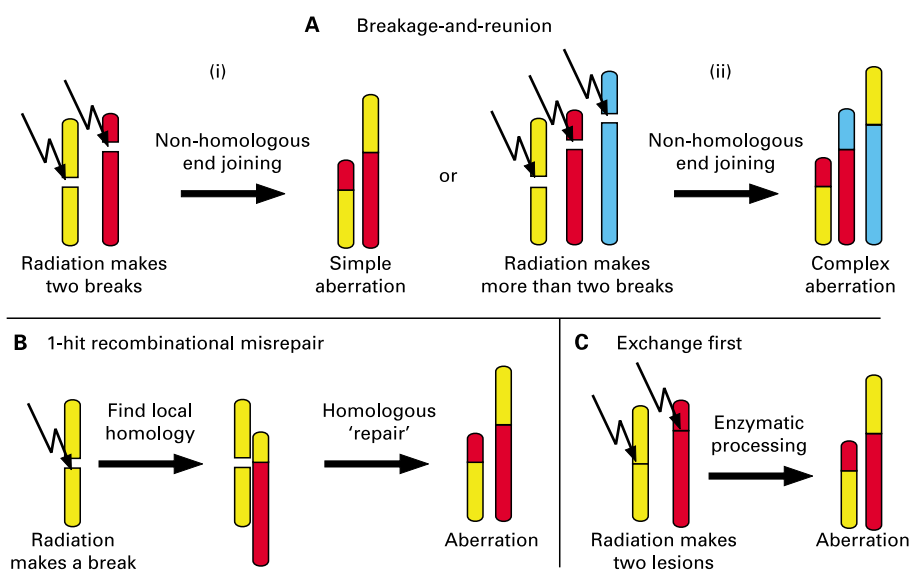 A Breakage-and-reunion
(i)
(ii)
Non-homologous
end joining
or
Non-homologous
end joining
Radiation makes
two breaks
Simple
aberration
Radiation makes
more than two breaks
Complex
aberration
B 1-hit recombinational misrepair
Find local
homology
Homologous
‘repair’
Radiation
makes a break
Aberration
C Exchange first
Enzymatic
processing
Radiation makes
two lesions
Aberration